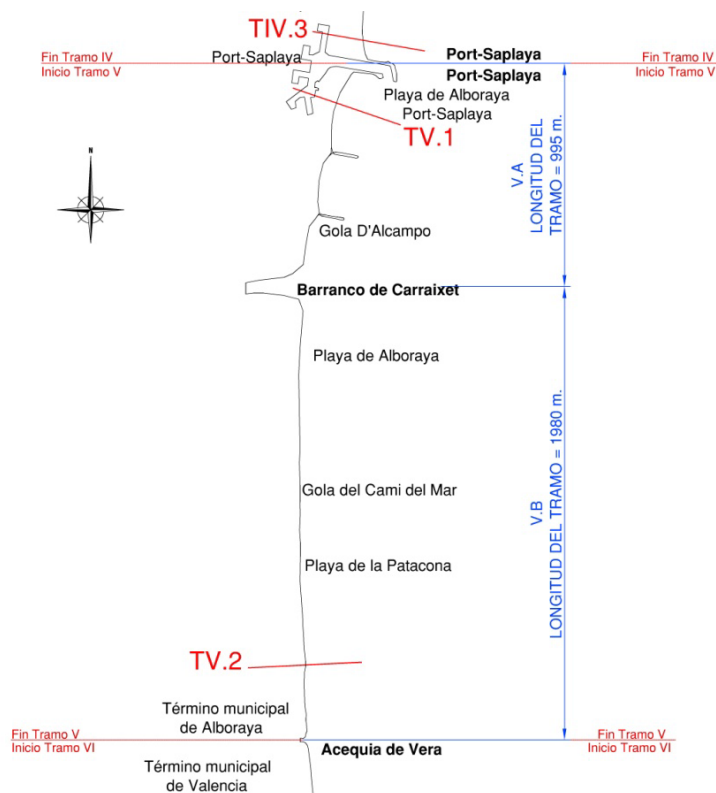 TIV.3
Port-Saplaya
Port-Saplaya
Fin Tramo IV
Fin Tramo IV
Inicio Tramo V
Inicio Tramo V
Port-Saplaya
Playa de Alboraya
Port-Saplaya
TV.1
V.A
LONGITUD DEL
TRAMO = 995 m.
N
Gola D'Alcampo
Barranco de Carraixet
Playa de Alboraya
Gola del Cami del Mar
V.B
LONGITUD DEL TRAMO = 1980 m.
Playa de la Patacona
TV.2
Término municipal
de Alboraya
Fin Tramo V
Fin Tramo V
Inicio Tramo VI
Inicio Tramo VI
Acequia de Vera
Término municipal
de Valencia